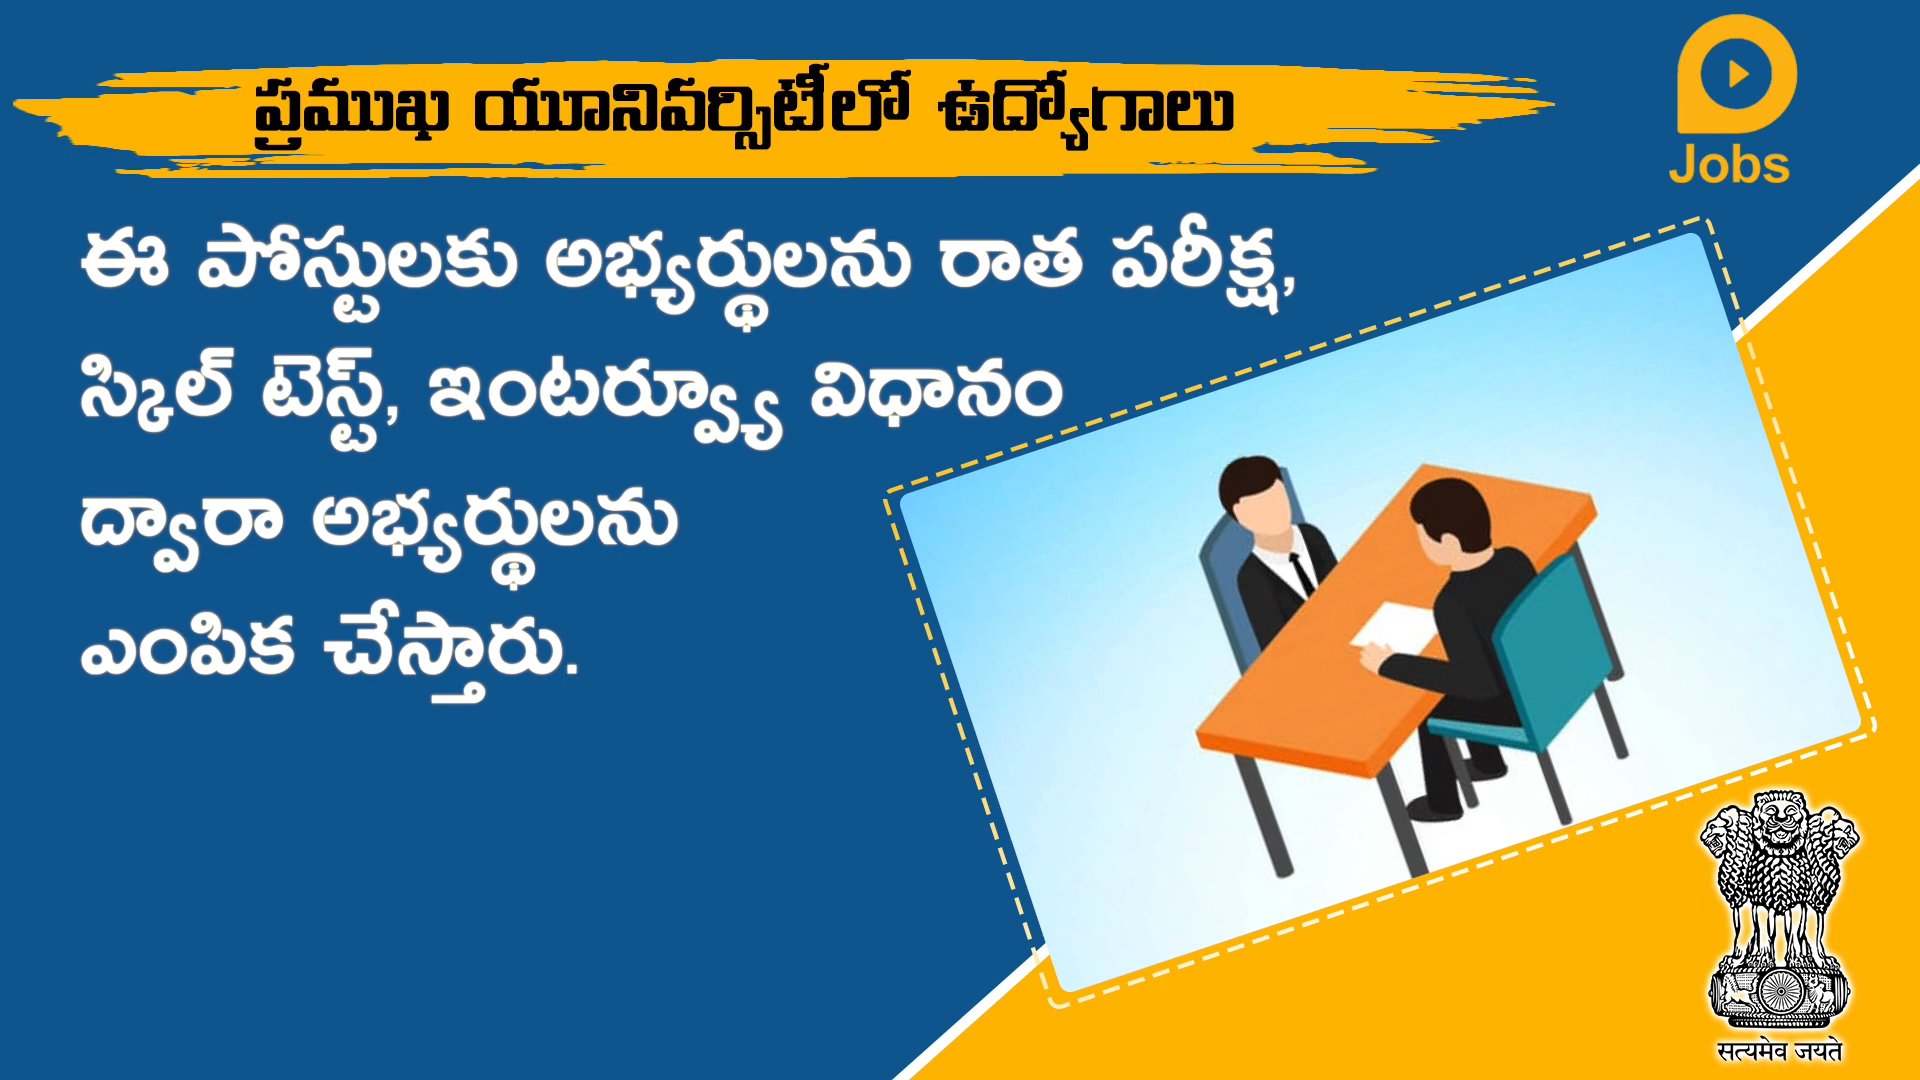 ప్రముఖ యూనివర్సిటీలో ఉద్యోగాలు
Jobs
ఈ పోస్టులకు అభ్యర్థులను రాత పరీక్ష,
స్కిల్ టెస్ట్, ఇంటర్వ్యూ విధానం
ద్వారా అభ్యర్థులను
ఎంపిక చేస్తారు.
सत्यमेव जयते